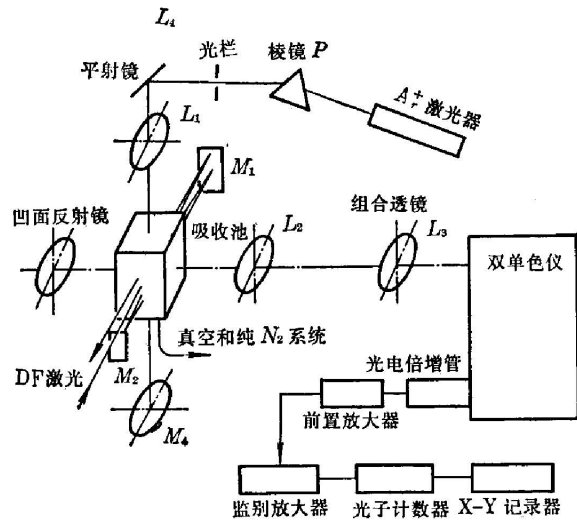 L₄
平射镜
光栏
棱镜 P
Aᵣ⁺ 激光器
L₁
M₁
凹面反射镜
吸收池
L₂
组合透镜
L₃
双单色仪
真空和纯 N₂ 系统
DF激光
M₂
M₄
光电倍增管
前置放大器
监别放大器
光子计数器
X-Y 记录器